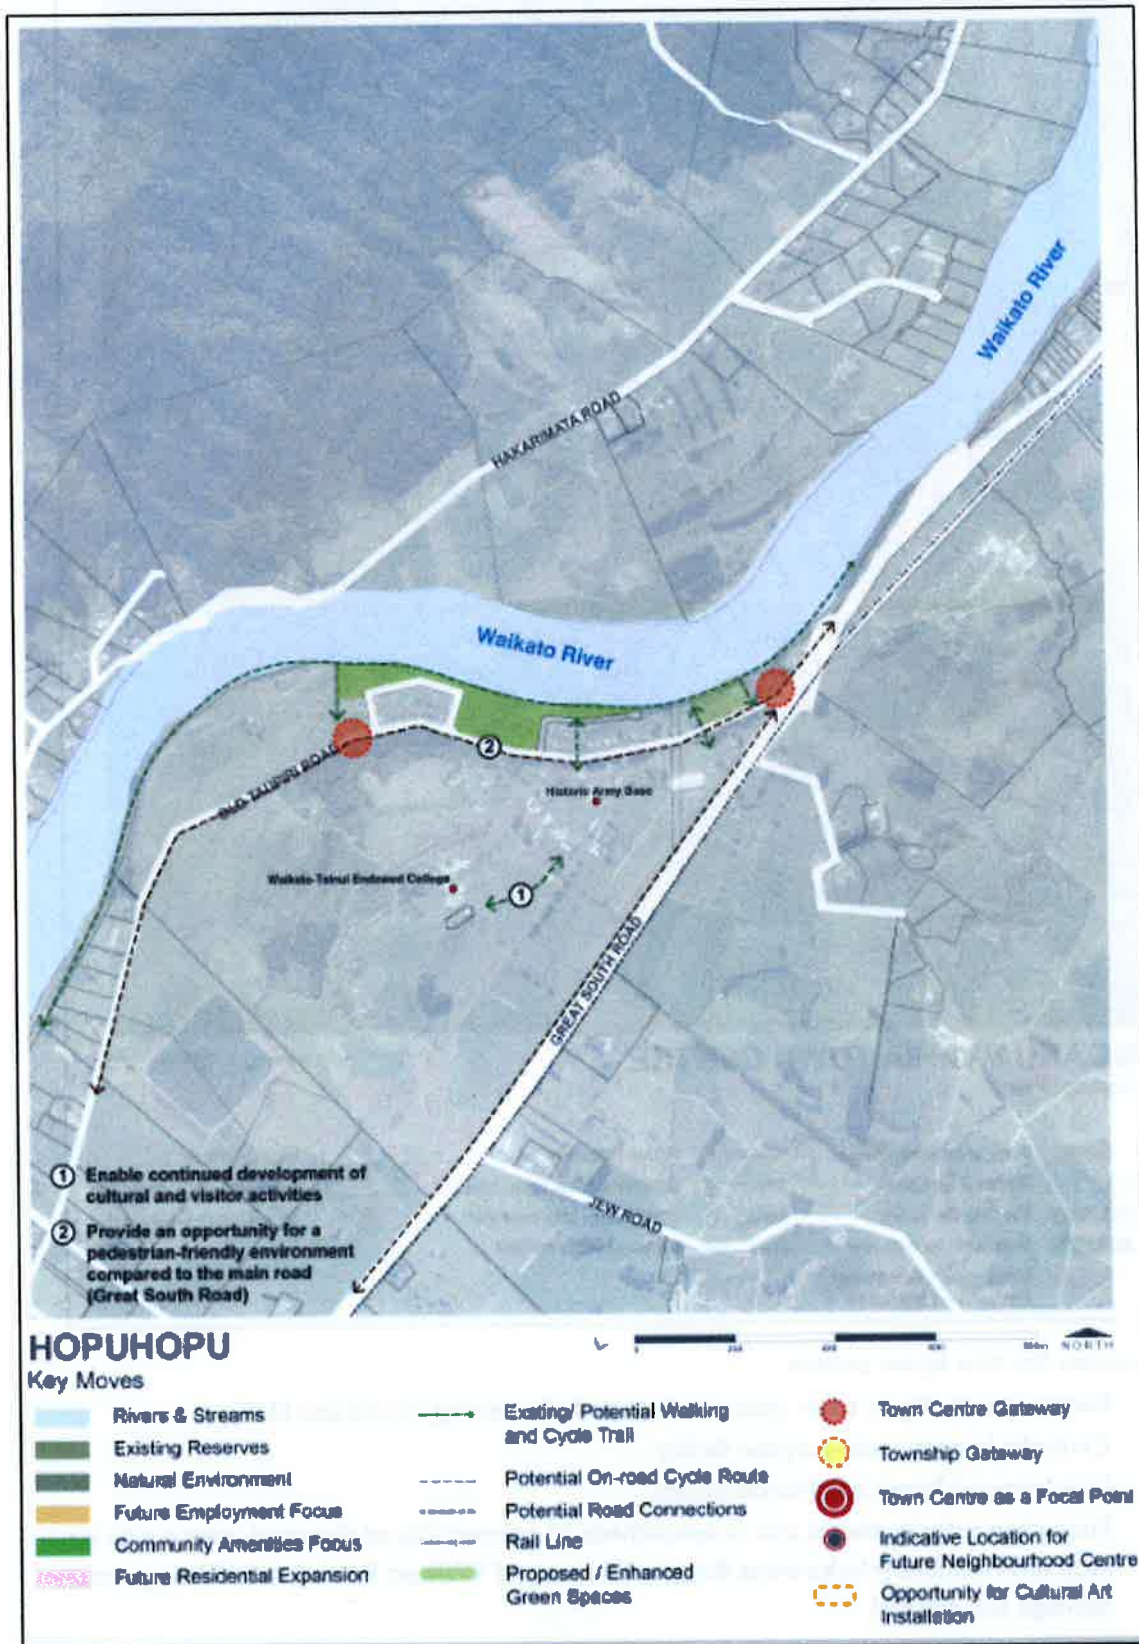 Waikato River
HAKARIMATA ROAD
Waikato River
OLD TAUPIRI ROAD
2
Historic Army Base
Waikato-Tainui Endowed College
1
GREAT SOUTH ROAD
JEW ROAD
1 Enable continued development of
cultural and visitor activities
2 Provide an opportunity for a
pedestrian-friendly environment
compared to the main road
(Great South Road)
HOPUHOPU
NORTH
Key Moves
Rivers & Streams
Existing Reserves
Natural Environment
Future Employment Focus
Community Amenities Focus
Future Residential Expansion
Existing/ Potential Walking
and Cycle Trail
Potential On-road Cycle Route
Potential Road Connections
Rail Line
Proposed / Enhanced
Green Spaces
Town Centre Gateway
Township Gateway
Town Centre as a Focal Point
Indicative Location for
Future Neighbourhood Centre
Opportunity for Cultural Art
Installation